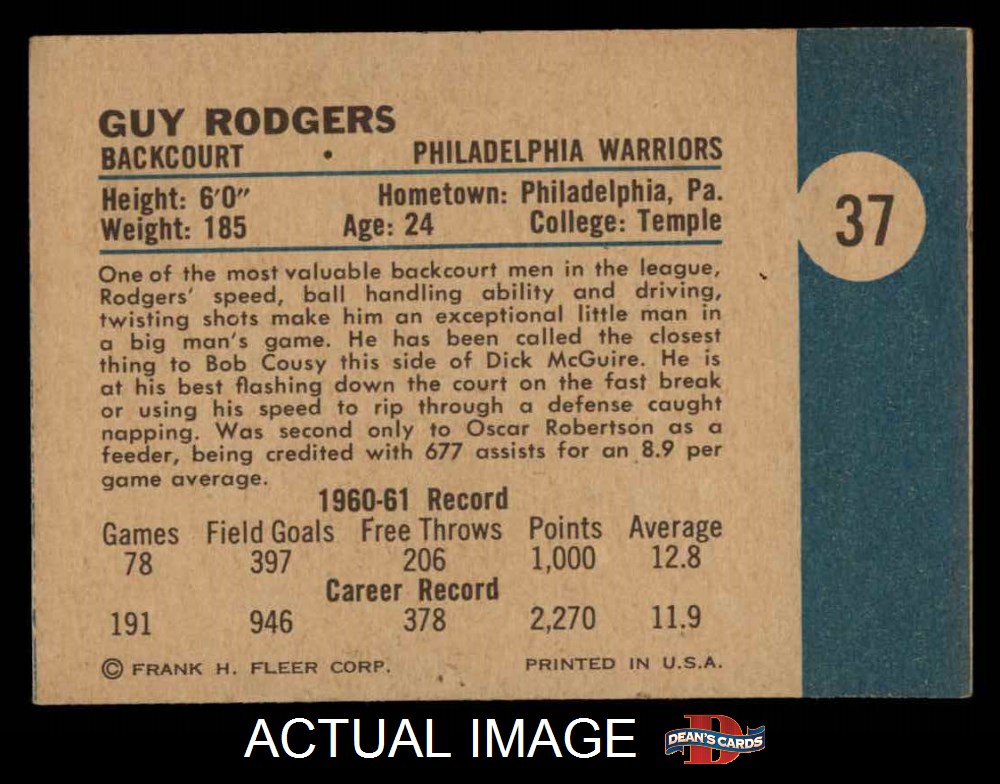 GUY RODGERS
BACKCOURT • PHILADELPHIA WARRIORS
Height: 6'0" Hometown: Philadelphia, Pa.
Weight: 185 Age: 24 College: Temple
37
One of the most valuable backcourt men in the league,
Rodgers' speed, ball handling ability and driving,
twisting shots make him an exceptional little man in
a big man's game. He has been called the closest
thing to Bob Cousy this side of Dick McGuire. He is
at his best flashing down the court on the fast break
or using his speed to rip through a defense caught
napping. Was second only to Oscar Robertson as a
feeder, being credited with 677 assists for an 8.9 per
game average.
1960-61 Record
Games Field Goals Free Throws Points Average
78 397 206 1,000 12.8
Career Record
191 946 378 2,270 11.9
© FRANK H. FLEER CORP. PRINTED IN U.S.A.
ACTUAL IMAGE
D
DEAN'S CARDS